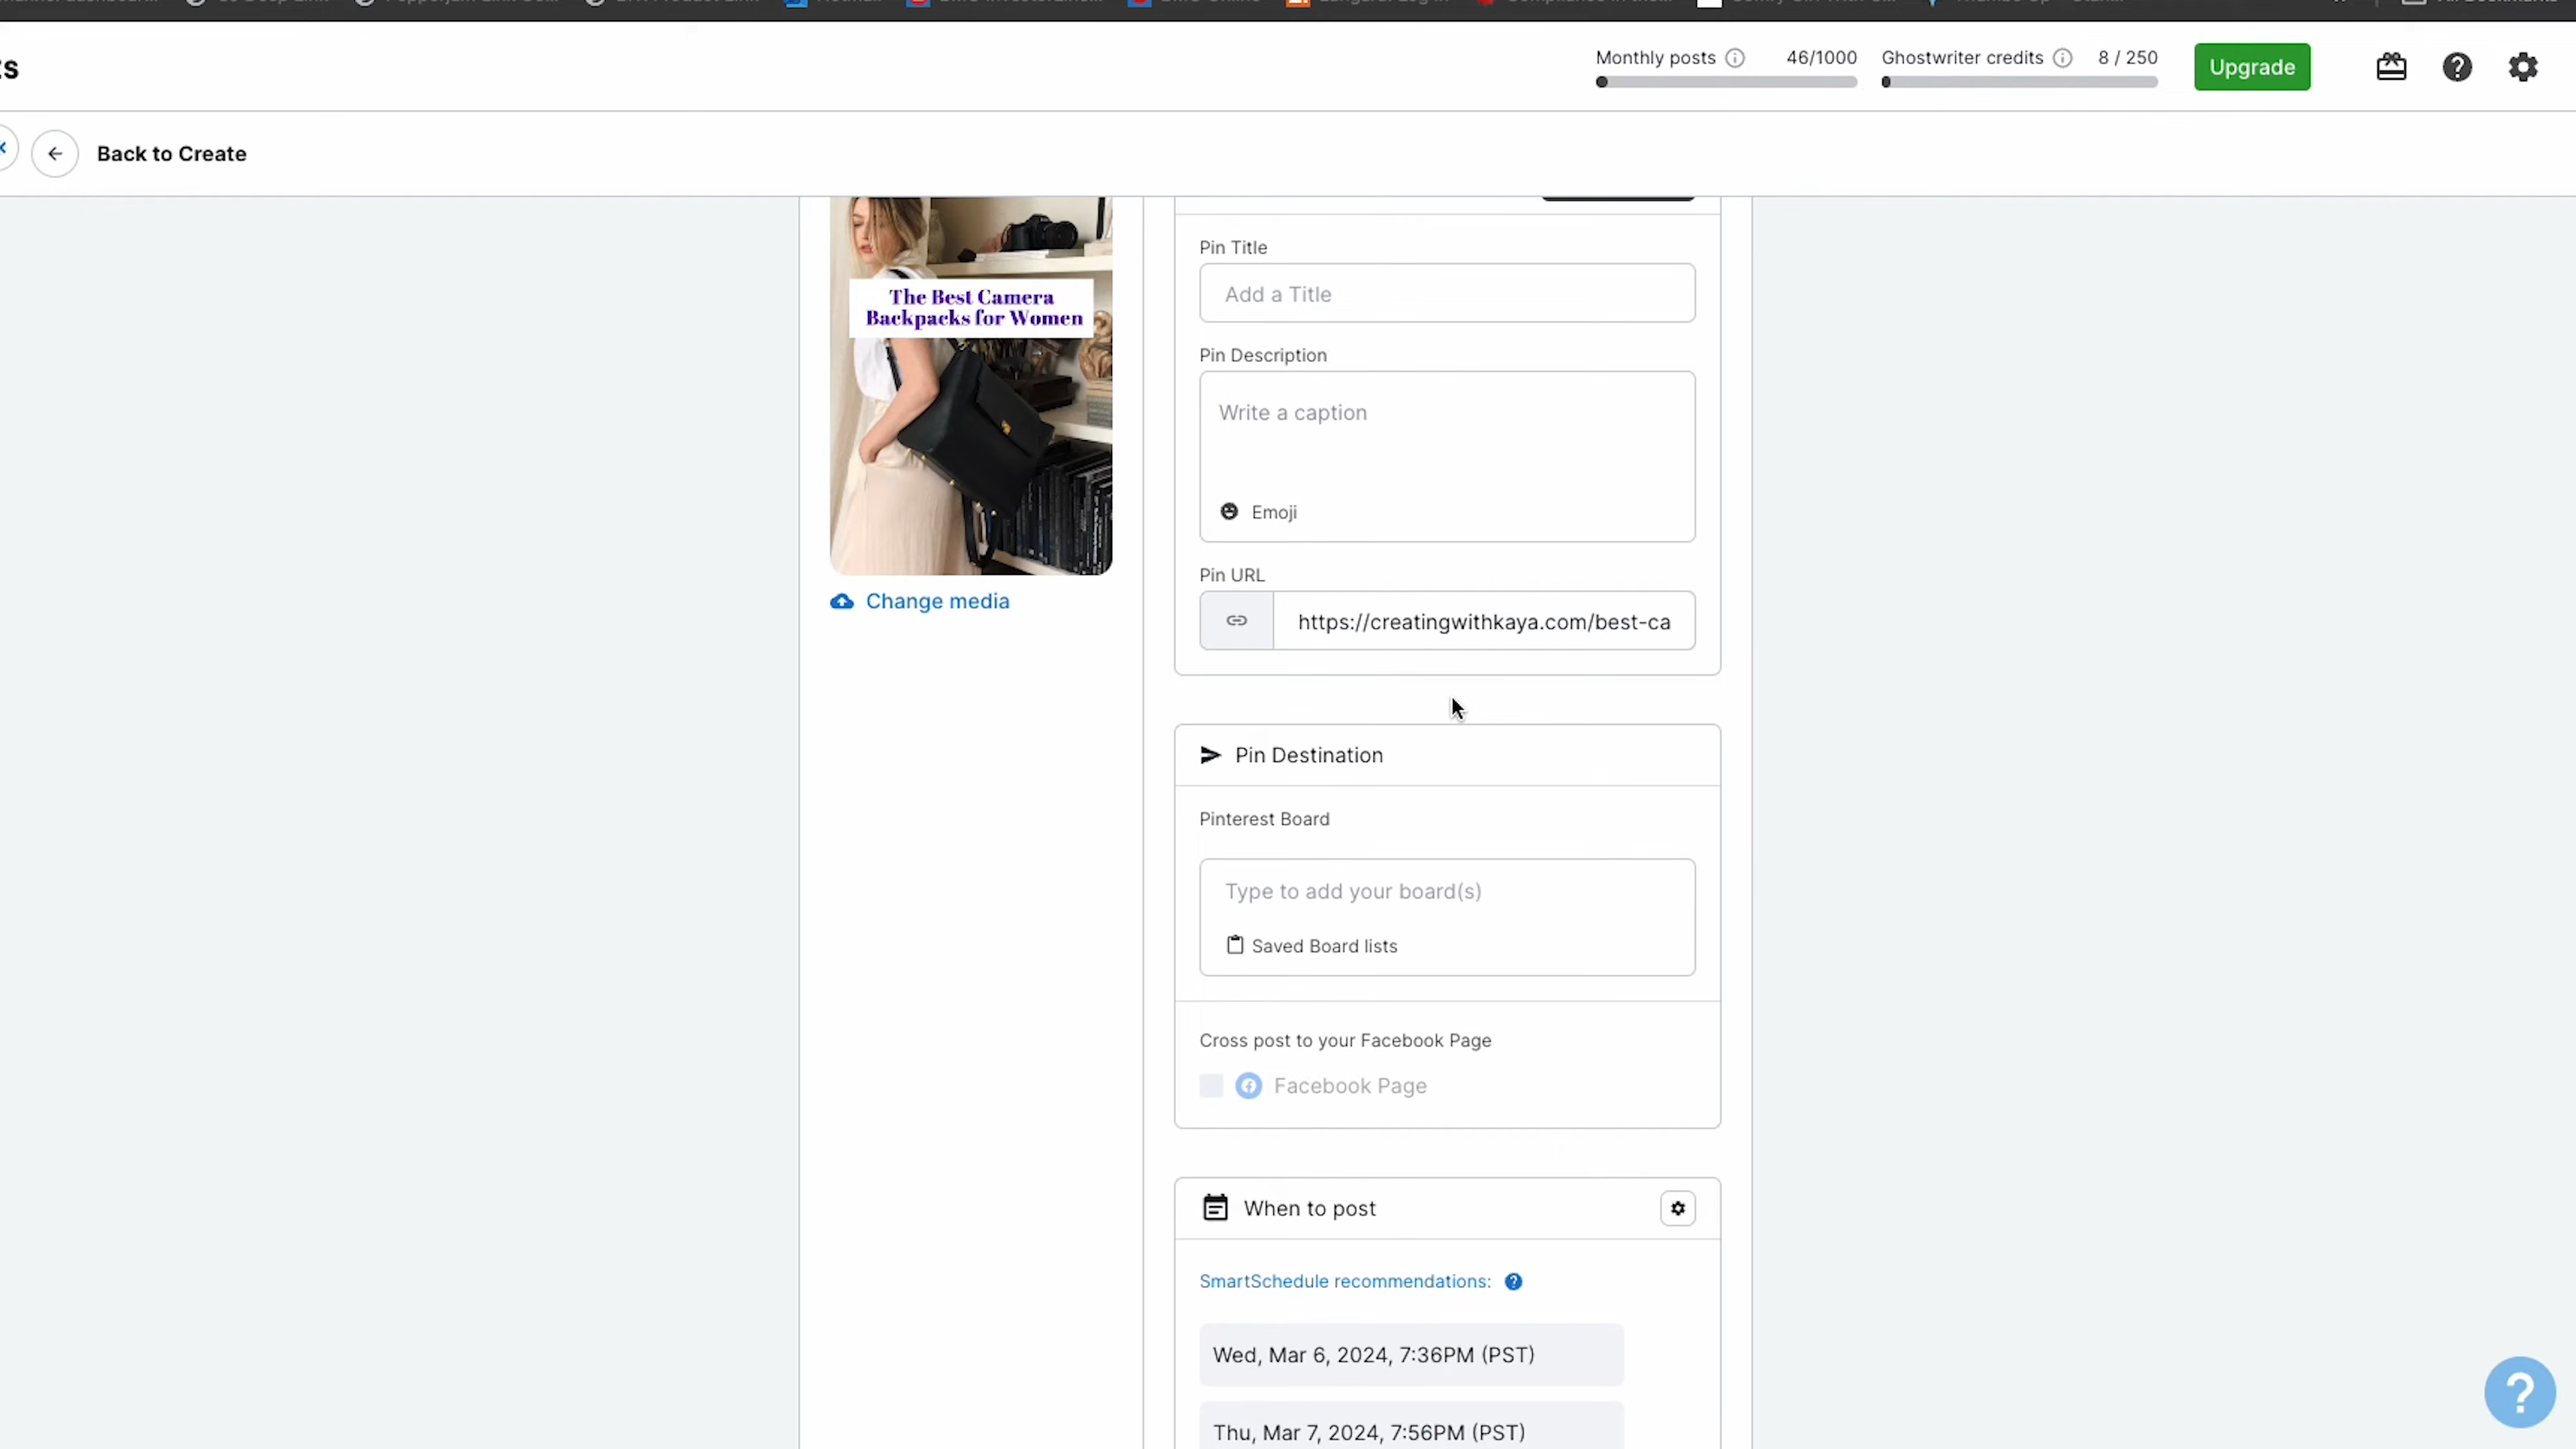 Monthly posts 46/1000 Ghostwriter credits 8 / 250 Upgrade
Back to Create
The Best Camera
Backpacks for Women
Change media
Pin Title
Add a Title
Pin Description
Write a caption
Emoji
Pin URL
https://creatingwithkaya.com/best-ca
Pin Destination
Pinterest Board
Type to add your board(s)
Saved Board lists
Cross post to your Facebook Page
Facebook Page
When to post
SmartSchedule recommendations:
Wed, Mar 6, 2024, 7:36PM (PST)
Thu, Mar 7, 2024, 7:56PM (PST)